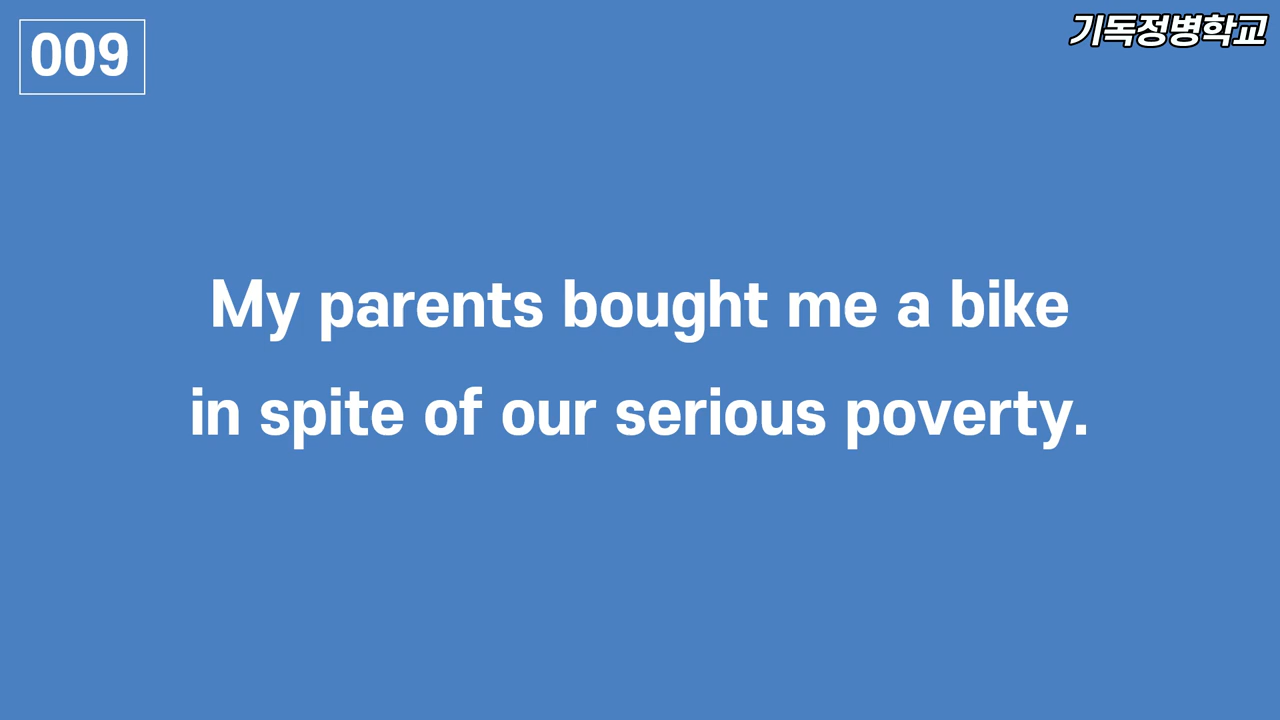 009
기독정병학교
My parents bought me a bike
in spite of our serious poverty.